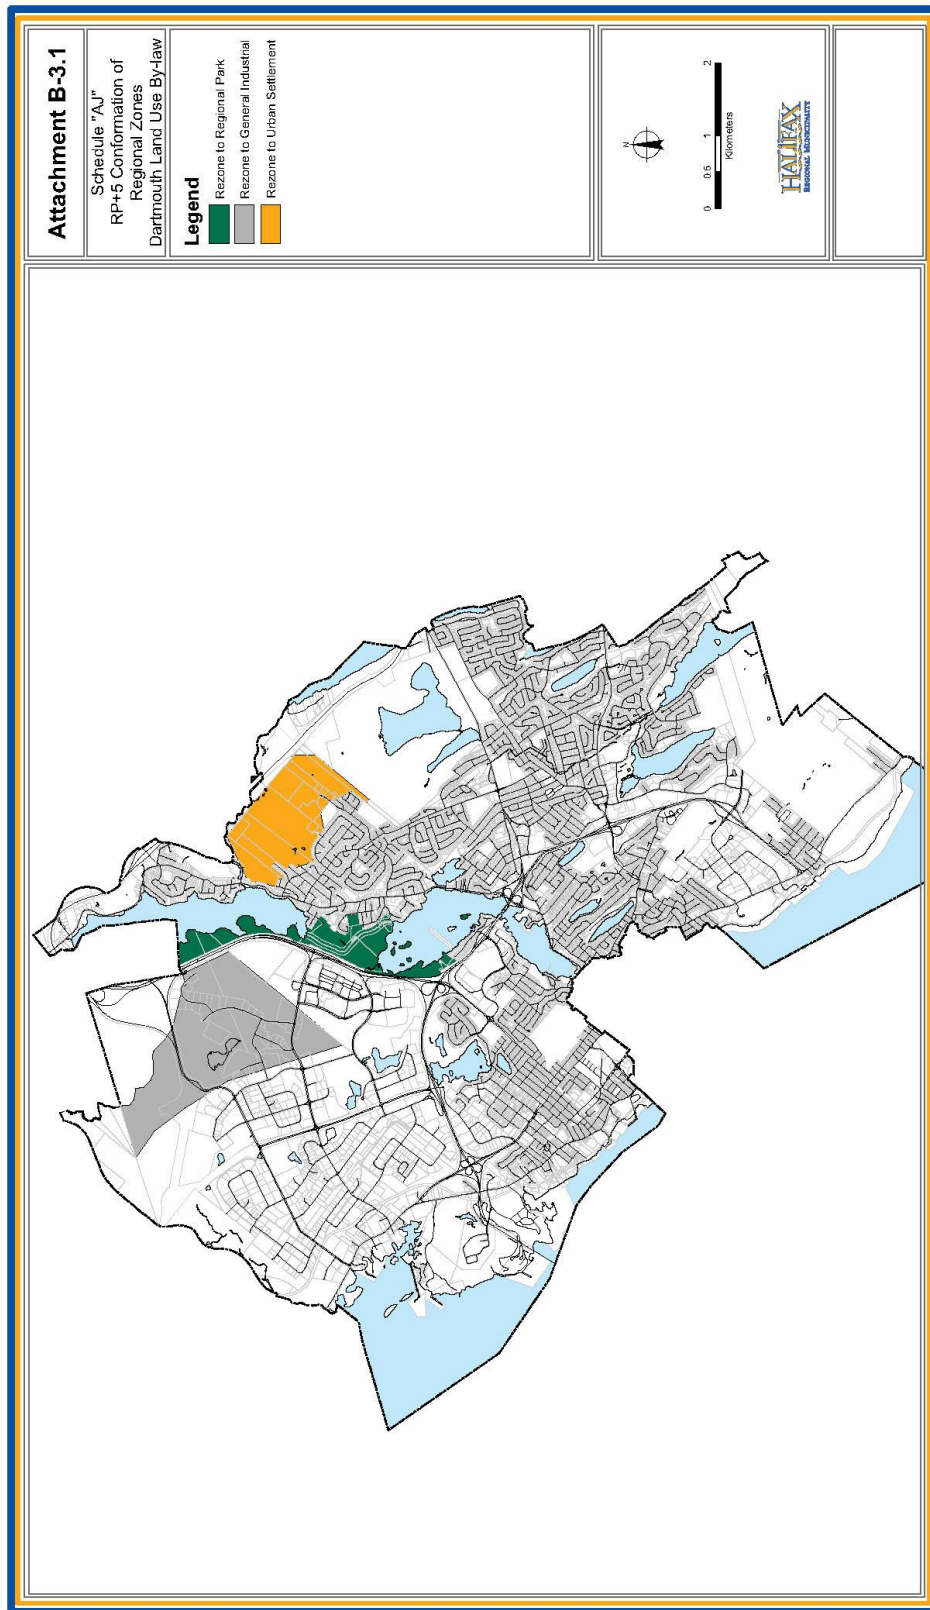 Attachment B-3.1
Schedule "AJ"
RP+5 Conformation of
Regional Zones
Dartmouth Land Use By-law
Legend
Rezone to Regional Park
Rezone to General Industrial
Rezone to Urban Settlement
N
0 0.5 1 2
Kilometers
HALIFAX
REGIONAL MUNICIPALITY